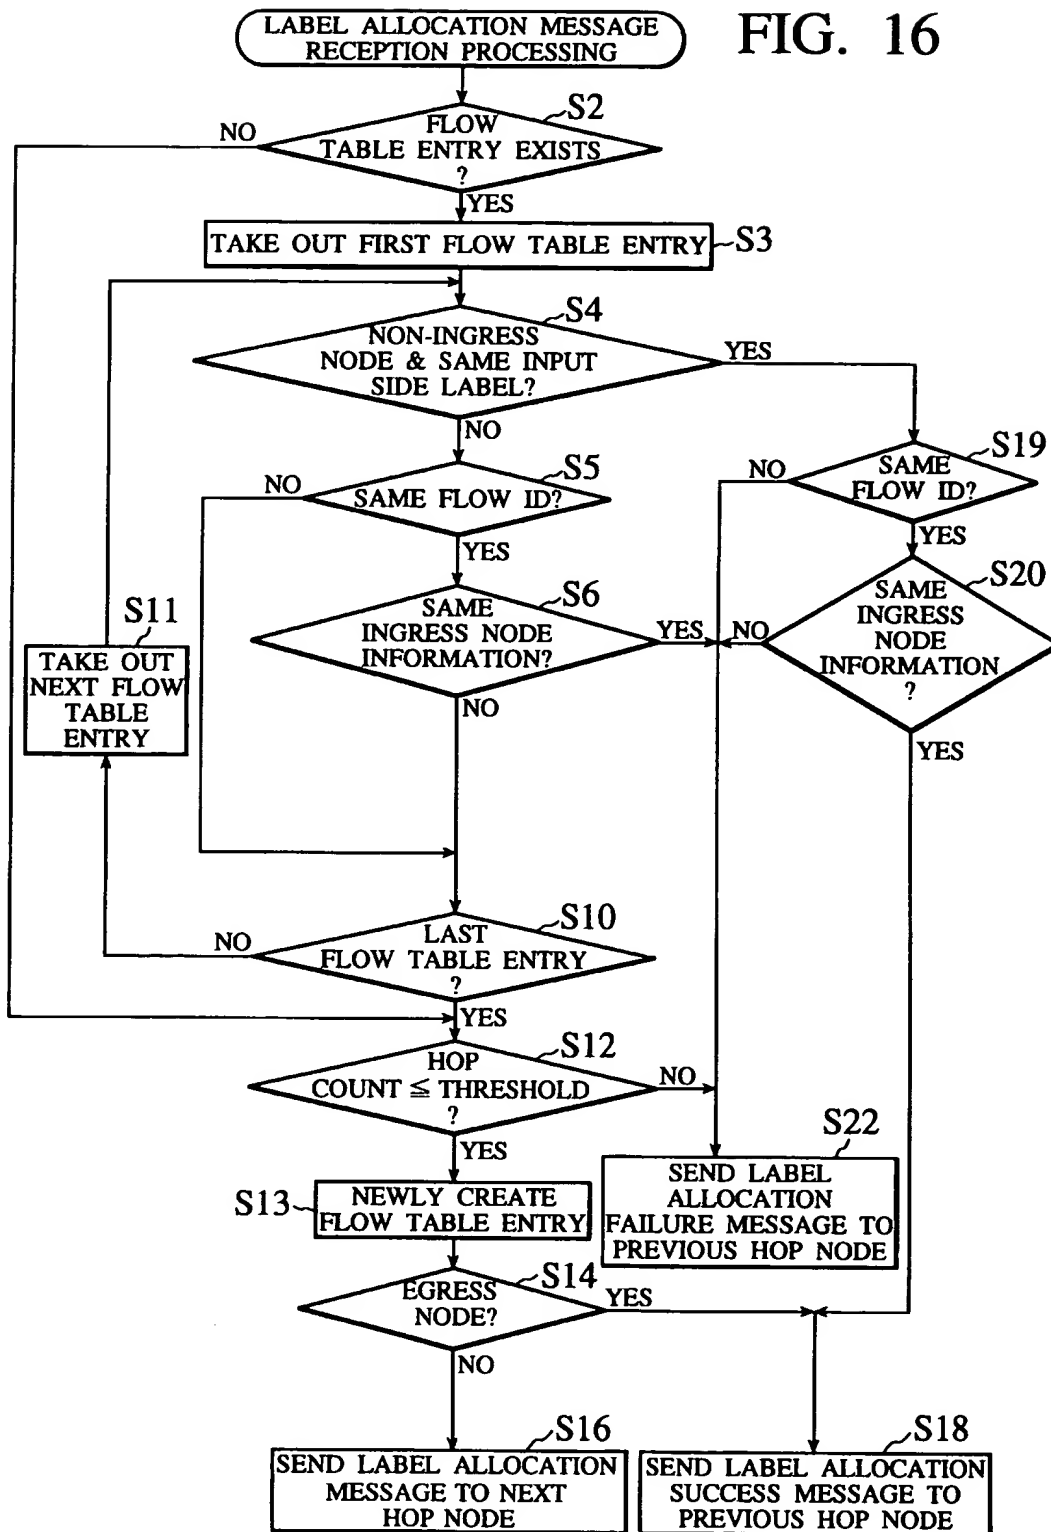 LABEL ALLOCATION MESSAGE
RECEPTION PROCESSING
FIG. 16
S2
FLOW
TABLE ENTRY EXISTS
?
NO
YES
TAKE OUT FIRST FLOW TABLE ENTRY
S3
S4
NON-INGRESS
NODE & SAME INPUT
SIDE LABEL?
YES
NO
S5
SAME FLOW ID?
NO
YES
S19
SAME
FLOW ID?
NO
YES
S6
SAME
INGRESS NODE
INFORMATION?
YES
NO
S20
SAME
INGRESS
NODE
INFORMATION
?
NO
YES
S11
TAKE OUT
NEXT FLOW
TABLE
ENTRY
S10
LAST
FLOW TABLE ENTRY
?
NO
YES
S12
HOP
COUNT ≦ THRESHOLD
?
NO
YES
S22
SEND LABEL
ALLOCATION
FAILURE MESSAGE TO
PREVIOUS HOP NODE
S13
NEWLY CREATE
FLOW TABLE ENTRY
S14
EGRESS
NODE?
YES
NO
S16
SEND LABEL ALLOCATION
MESSAGE TO NEXT
HOP NODE
S18
SEND LABEL ALLOCATION
SUCCESS MESSAGE TO
PREVIOUS HOP NODE